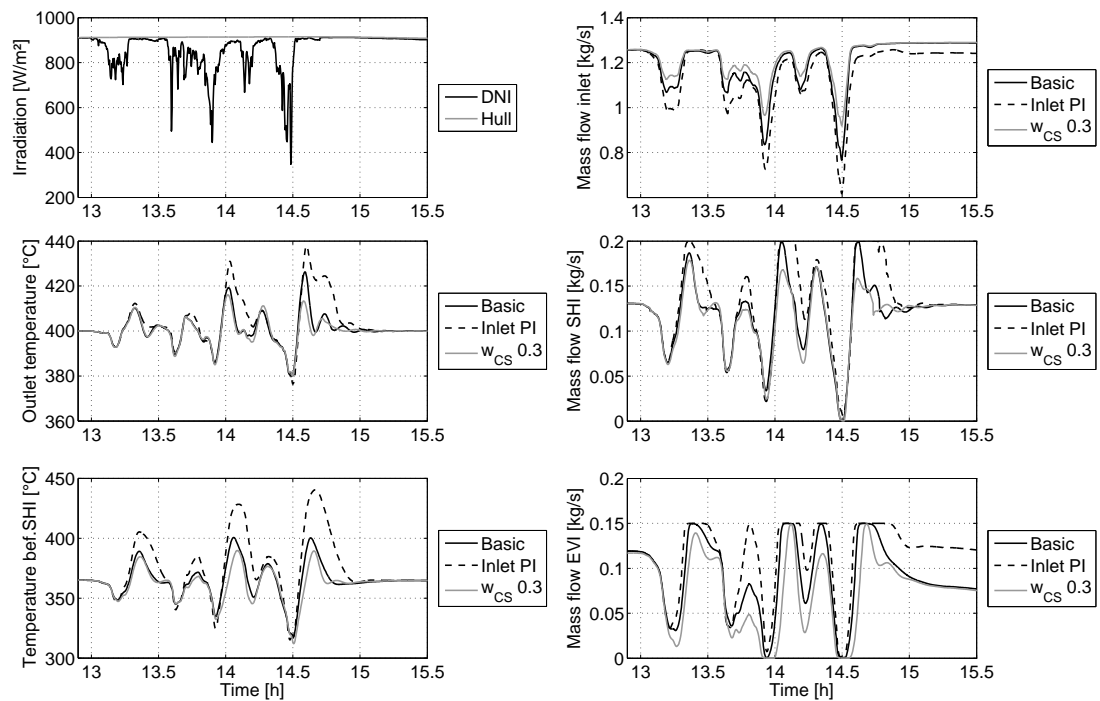 1000
800
600
400
200
Irradiation [W/m²]
13
13.5
14
14.5
15
15.5
DNI
Hull
1.4
1.2
1
0.8
Mass flow inlet [kg/s]
13
13.5
14
14.5
15
15.5
Basic
Inlet PI
wCS 0.3
440
420
400
380
360
Outlet temperature [°C]
13
13.5
14
14.5
15
15.5
Basic
Inlet PI
wCS 0.3
0.2
0.15
0.1
0.05
0
Mass flow SHI [kg/s]
13
13.5
14
14.5
15
15.5
Basic
Inlet PI
wCS 0.3
450
400
350
300
Temperature bef.SHI [°C]
13
13.5
14
14.5
15
15.5
Time [h]
Basic
Inlet PI
wCS 0.3
0.2
0.15
0.1
0.05
0
Mass flow EVI [kg/s]
13
13.5
14
14.5
15
15.5
Time [h]
Basic
Inlet PI
wCS 0.3